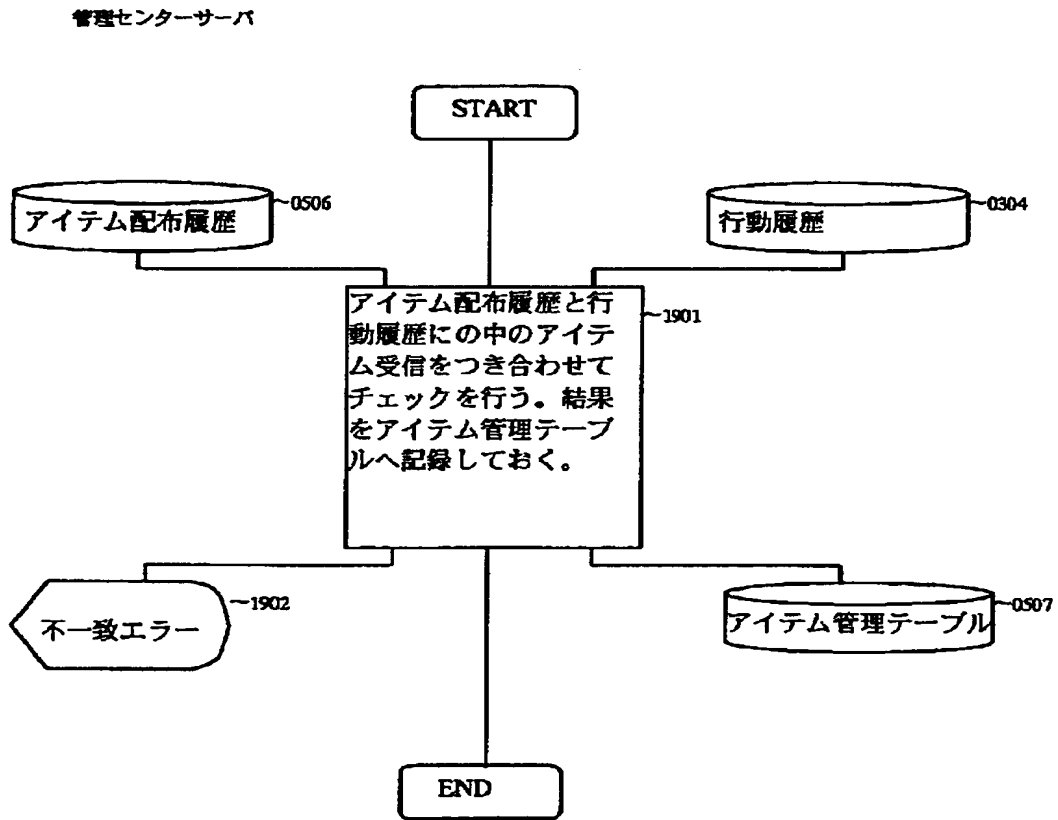 管理センターサーバ
START
アイテム配布履歴
~0506
行動履歴
~0304
アイテム配布履歴と行
動履歴にの中のアイテ
ム受信をつき合わせて
チェックを行う。結果
をアイテム管理テーブ
ルへ記録しておく。
~1901
不一致エラー
~1902
アイテム管理テーブル
~0507
END